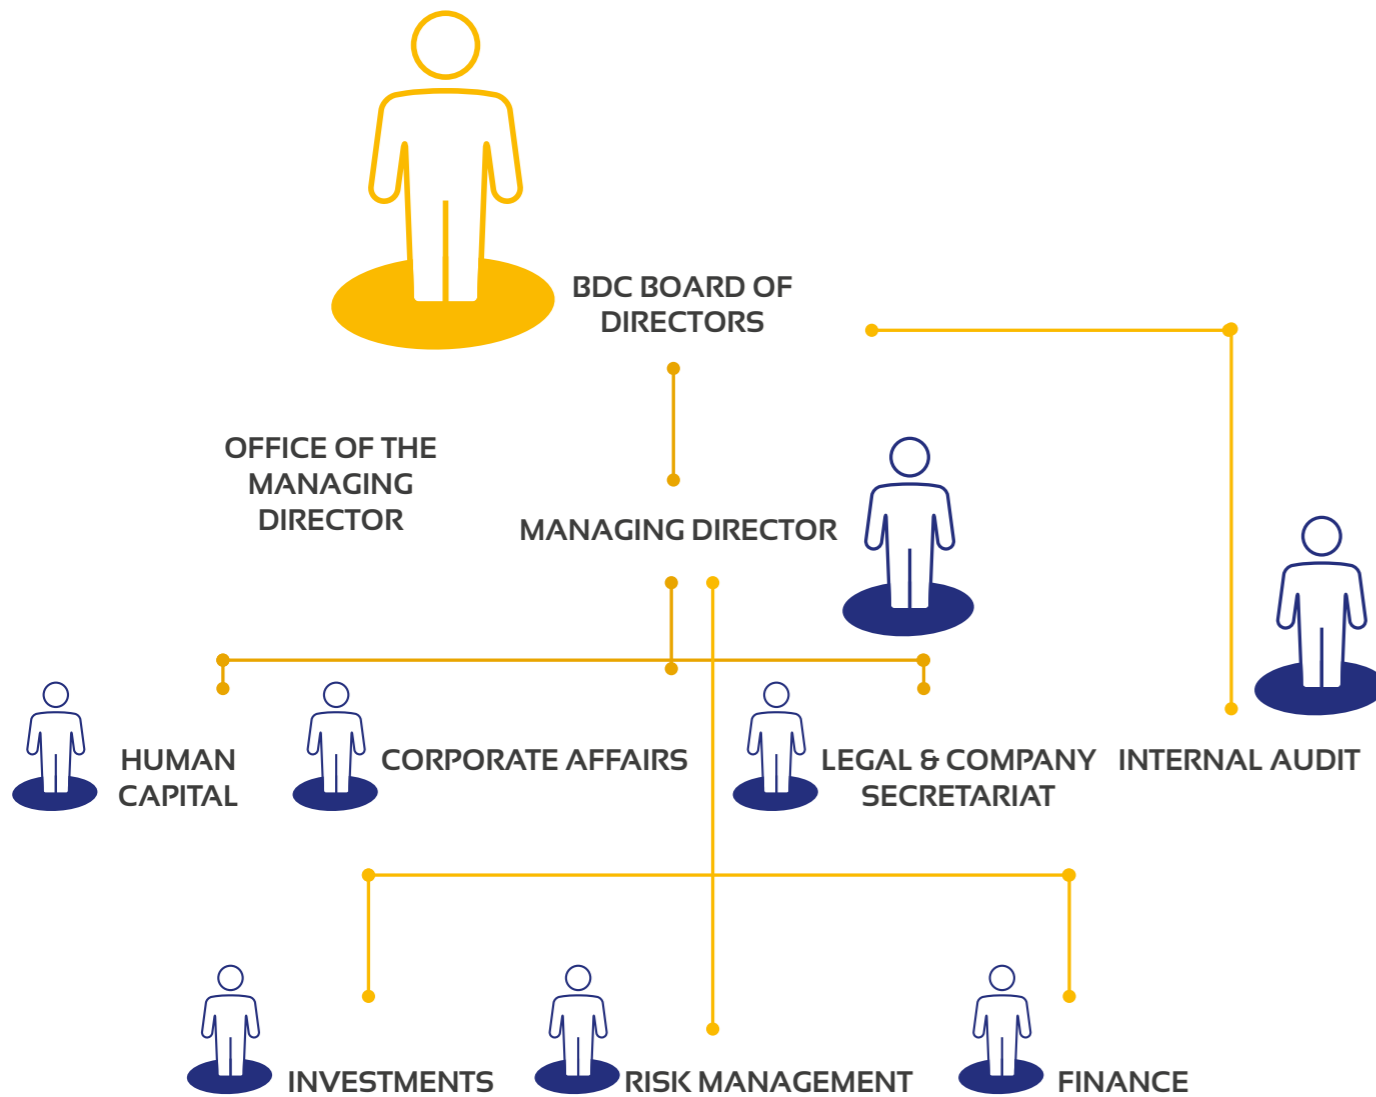 BDC BOARD OF
DIRECTORS
OFFICE OF THE
MANAGING
DIRECTOR
MANAGING DIRECTOR
HUMAN
CAPITAL
CORPORATE AFFAIRS
LEGAL & COMPANY
SECRETARIAT
INTERNAL AUDIT
INVESTMENTS
RISK MANAGEMENT
FINANCE